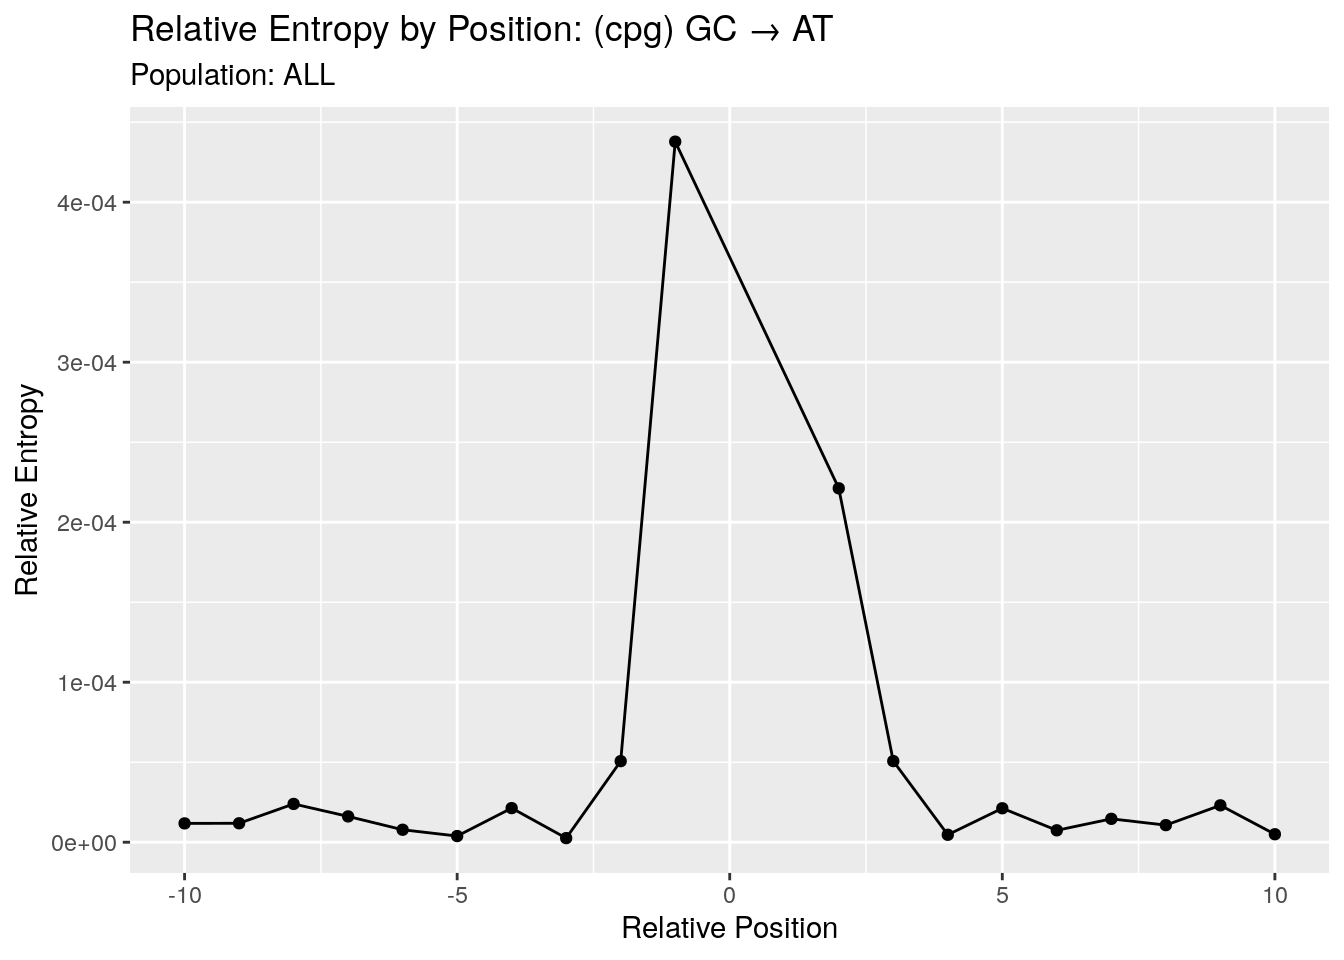 Relative Entropy by Position: (cpg) GC → AT
Population: ALL
4e-04
3e-04
2e-04
1e-04
0e+00
Relative Entropy
-10
-5
0
5
10
Relative Position